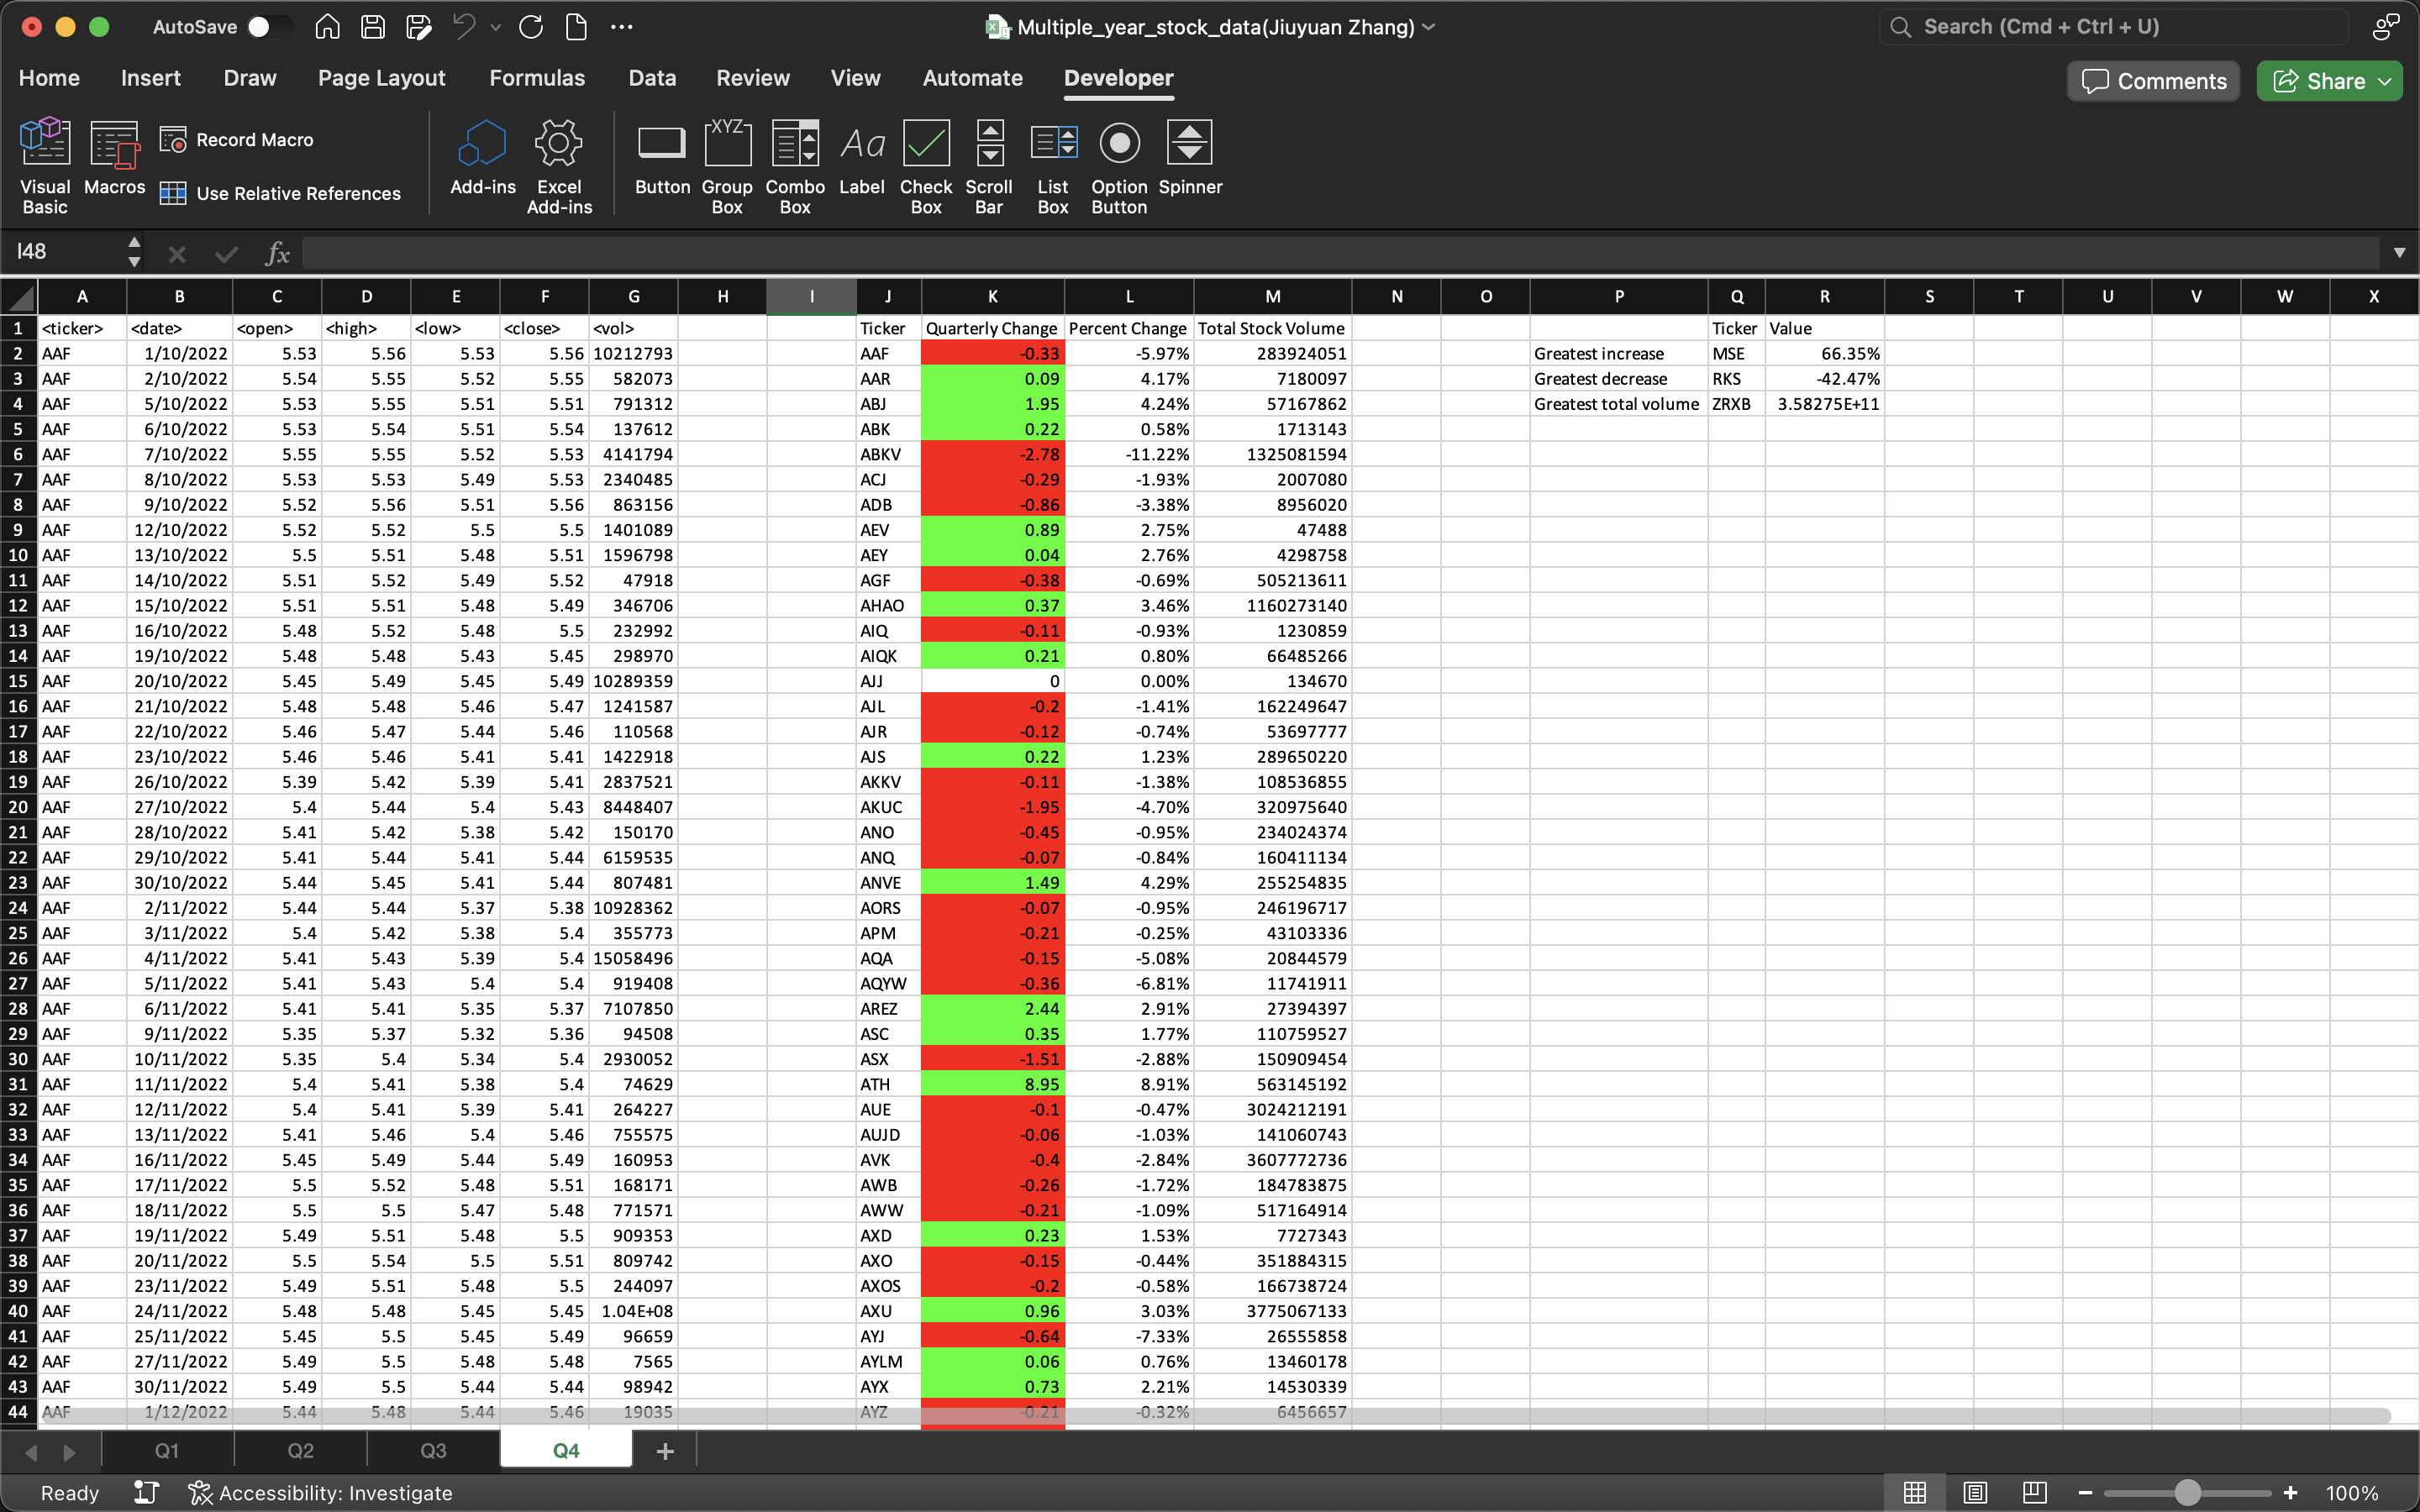 AutoSave
Multiple_year_stock_data(Jiuyuan Zhang)
Search (Cmd + Ctrl + U)
Home Insert Draw Page Layout Formulas Data Review View Automate Developer
Comments Share
Visual Basic
Macros
Record Macro
Use Relative References
Add-ins
Excel Add-ins
Button
XYZ
Group Box
Combo Box
Aa
Label
Check Box
Scroll Bar
List Box
Option Button
Spinner
I48 fx
A B C D E F G H I J K L M N O P Q R S T U V W X
1 <ticker> <date> <open> <high> <low> <close> <vol> Ticker Quarterly Change Percent Change Total Stock Volume Ticker Value
2 AAF 1/10/2022 5.53 5.56 5.53 5.56 10212793 AAF -0.33 -5.97% 283924051 Greatest increase MSE 66.35%
3 AAF 2/10/2022 5.54 5.55 5.52 5.55 582073 AAR 0.09 4.17% 7180097 Greatest decrease RKS -42.47%
4 AAF 5/10/2022 5.53 5.55 5.51 5.51 791312 ABJ 1.95 4.24% 57167862 Greatest total volume ZRXB 3.58275E+11
5 AAF 6/10/2022 5.53 5.54 5.51 5.54 137612 ABK 0.22 0.58% 1713143
6 AAF 7/10/2022 5.55 5.55 5.52 5.53 4141794 ABKV -2.78 -11.22% 1325081594
7 AAF 8/10/2022 5.53 5.53 5.49 5.53 2340485 ACJ -0.29 -1.93% 2007080
8 AAF 9/10/2022 5.52 5.56 5.51 5.56 863156 ADB -0.86 -3.38% 8956020
9 AAF 12/10/2022 5.52 5.52 5.5 5.5 1401089 AEV 0.89 2.75% 47488
10 AAF 13/10/2022 5.5 5.51 5.48 5.51 1596798 AEY 0.04 2.76% 4298758
11 AAF 14/10/2022 5.51 5.52 5.49 5.52 47918 AGF -0.38 -0.69% 505213611
12 AAF 15/10/2022 5.51 5.51 5.48 5.49 346706 AHAO 0.37 3.46% 1160273140
13 AAF 16/10/2022 5.48 5.52 5.48 5.5 232992 AIQ -0.11 -0.93% 1230859
14 AAF 19/10/2022 5.48 5.48 5.43 5.45 298970 AIQK 0.21 0.80% 66485266
15 AAF 20/10/2022 5.45 5.49 5.45 5.49 10289359 AJJ 0 0.00% 134670
16 AAF 21/10/2022 5.48 5.48 5.46 5.47 1241587 AJL -0.2 -1.41% 162249647
17 AAF 22/10/2022 5.46 5.47 5.44 5.46 110568 AJR -0.12 -0.74% 53697777
18 AAF 23/10/2022 5.46 5.46 5.41 5.41 1422918 AJS 0.22 1.23% 289650220
19 AAF 26/10/2022 5.39 5.42 5.39 5.41 2837521 AKKV -0.11 -1.38% 108536855
20 AAF 27/10/2022 5.4 5.44 5.4 5.43 8448407 AKUC -1.95 -4.70% 320975640
21 AAF 28/10/2022 5.41 5.42 5.38 5.42 150170 ANO -0.45 -0.95% 234024374
22 AAF 29/10/2022 5.41 5.44 5.41 5.44 6159535 ANQ -0.07 -0.84% 160411134
23 AAF 30/10/2022 5.44 5.45 5.41 5.44 807481 ANVE 1.49 4.29% 255254835
24 AAF 2/11/2022 5.44 5.44 5.37 5.38 10928362 AORS -0.07 -0.95% 246196717
25 AAF 3/11/2022 5.4 5.42 5.38 5.4 355773 APM -0.21 -0.25% 43103336
26 AAF 4/11/2022 5.41 5.43 5.39 5.4 15058496 AQA -0.15 -5.08% 20844579
27 AAF 5/11/2022 5.41 5.43 5.4 5.4 919408 AQYW -0.36 -6.81% 11741911
28 AAF 6/11/2022 5.41 5.41 5.35 5.37 7107850 AREZ 2.44 2.91% 27394397
29 AAF 9/11/2022 5.35 5.37 5.32 5.36 94508 ASC 0.35 1.77% 110759527
30 AAF 10/11/2022 5.35 5.4 5.34 5.4 2930052 ASX -1.51 -2.88% 150909454
31 AAF 11/11/2022 5.4 5.41 5.38 5.4 74629 ATH 8.95 8.91% 563145192
32 AAF 12/11/2022 5.4 5.41 5.39 5.41 264227 AUE -0.1 -0.47% 3024212191
33 AAF 13/11/2022 5.41 5.46 5.4 5.46 755575 AUJD -0.06 -1.03% 141060743
34 AAF 16/11/2022 5.45 5.49 5.44 5.49 160953 AVK -0.4 -2.84% 3607772736
35 AAF 17/11/2022 5.5 5.52 5.48 5.51 168171 AWB -0.26 -1.72% 184783875
36 AAF 18/11/2022 5.5 5.5 5.47 5.48 771571 AWW -0.21 -1.09% 517164914
37 AAF 19/11/2022 5.49 5.51 5.48 5.5 909353 AXD 0.23 1.53% 7727343
38 AAF 20/11/2022 5.5 5.54 5.5 5.51 809742 AXO -0.15 -0.44% 351884315
39 AAF 23/11/2022 5.49 5.51 5.48 5.5 244097 AXOS -0.2 -0.58% 166738724
40 AAF 24/11/2022 5.48 5.48 5.45 5.45 1.04E+08 AXU 0.96 3.03% 3775067133
41 AAF 25/11/2022 5.45 5.5 5.45 5.49 96659 AYJ -0.64 -7.33% 26555858
42 AAF 27/11/2022 5.49 5.5 5.48 5.48 7565 AYLM 0.06 0.76% 13460178
43 AAF 30/11/2022 5.49 5.5 5.44 5.44 98942 AYX 0.73 2.21% 14530339
44 AAF 1/12/2022 5.44 5.48 5.44 5.46 19035 AYZ -0.21 -0.32% 6456657
Q1 Q2 Q3 Q4 +
Ready Accessibility: Investigate 100%